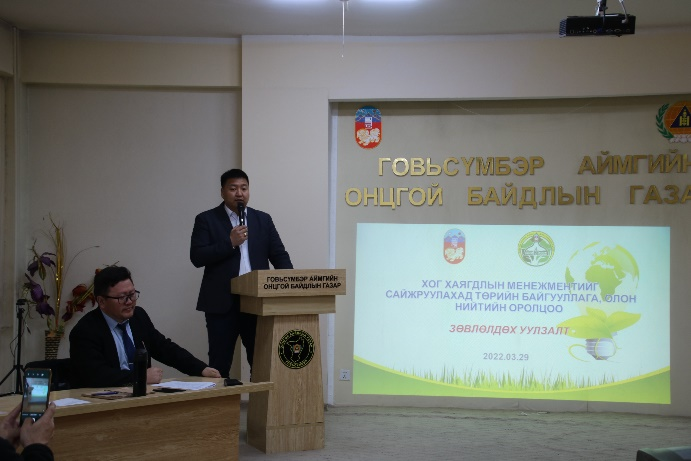 ГОВЬСҮМБЭР АЙМГИЙН
ОНЦГОЙ БАЙДЛЫН ГАЗАР
ГОВЬСҮМБЭР АЙМГИЙН
ОНЦГОЙ БАЙДЛЫН ГАЗАР
ХОГ ХАЯГДЛЫН МЕНЕЖМЕНТИЙГ
САЙЖРУУЛАХАД ТӨРИЙН БАЙГУУЛЛАГА, ОЛОН
НИЙТИЙН ОРОЛЦОО
ЗӨВЛӨЛДӨХ УУЛЗАЛТ
2022.03.29